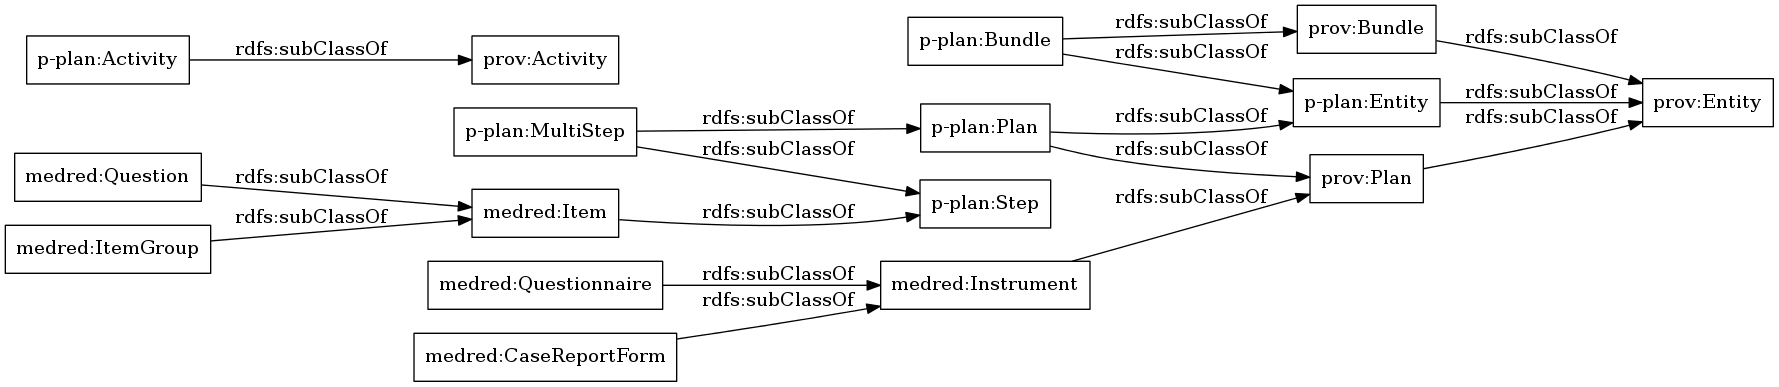 p-plan:Activity
rdfs:subClassOf
prov:Activity
p-plan:Bundle
rdfs:subClassOf
prov:Bundle
rdfs:subClassOf
rdfs:subClassOf
p-plan:Entity
rdfs:subClassOf
prov:Entity
p-plan:MultiStep
rdfs:subClassOf
p-plan:Plan
rdfs:subClassOf
rdfs:subClassOf
rdfs:subClassOf
rdfs:subClassOf
prov:Plan
medred:Question
rdfs:subClassOf
medred:Item
rdfs:subClassOf
p-plan:Step
rdfs:subClassOf
medred:ItemGroup
rdfs:subClassOf
medred:Questionnaire
rdfs:subClassOf
medred:Instrument
rdfs:subClassOf
medred:CaseReportForm